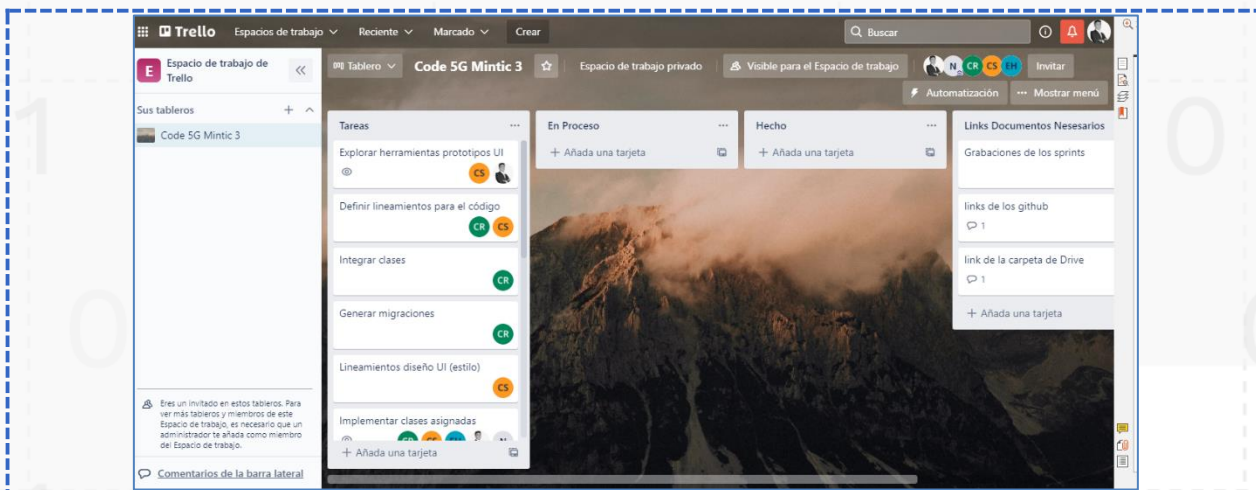 Trello Espacios de trabajo Reciente Marcado Crear Buscar
E Espacio de trabajo de
Trello
Sus tableros
Code 5G Mintic 3
Tablero Code 5G Mintic 3 Espacio de trabajo privado Visible para el Espacio de trabajo N CR CS EH Invitar
Automatización ··· Mostrar menú
Tareas
Explorar herramientas prototipos UI
CS
Definir lineamientos para el código
CR CS
Integrar clases
CR
Generar migraciones
CR
Lineamientos diseño UI (estilo)
CS
Implementar clases asignadas
CR CS EH N
+ Añada una tarjeta
En Proceso
+ Añada una tarjeta
Hecho
+ Añada una tarjeta
Links Documentos Nesesarios
Grabaciones de los sprints
links de los github
1
link de la carpeta de Drive
1
+ Añada una tarjeta
Eres un invitado en estos tableros. Para
ver más tableros y miembros de este
Espacio de trabajo, es necesario que un
administrador te añada como miembro
del Espacio de trabajo.
Comentarios de la barra lateral